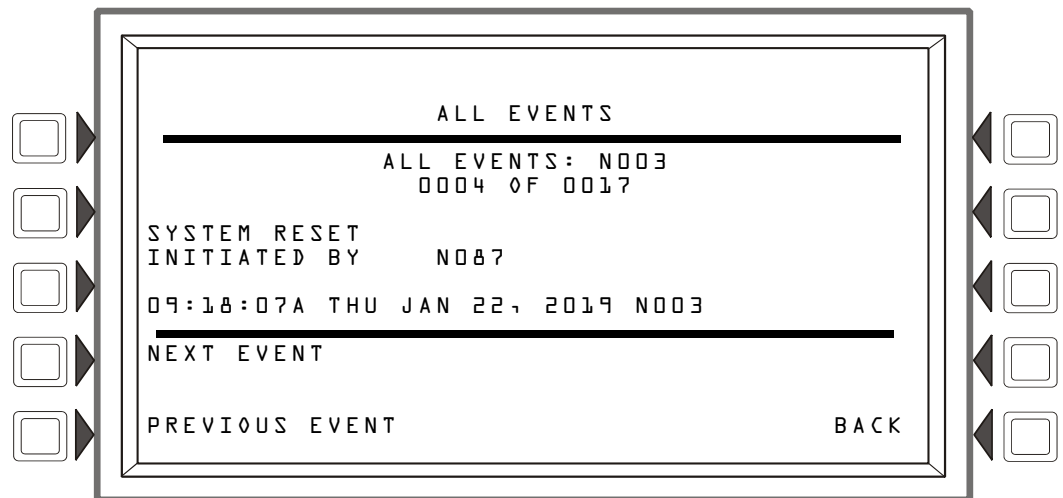 ALL EVENTS
ALL EVENTS: N003
0004 OF 0017
SYSTEM RESET
INITIATED BY N087
09:18:07A THU JAN 22, 2019 N003
NEXT EVENT
PREVIOUS EVENT BACK